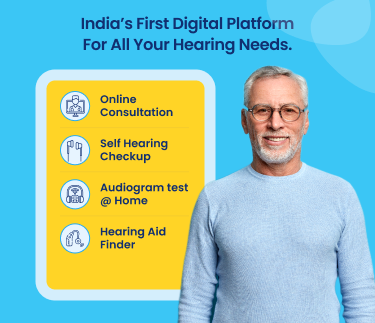 India’s First Digital Platform
For All Your Hearing Needs.
Online
Consultation
Self Hearing
Checkup
Audiogram test
@ Home
Hearing Aid
Finder